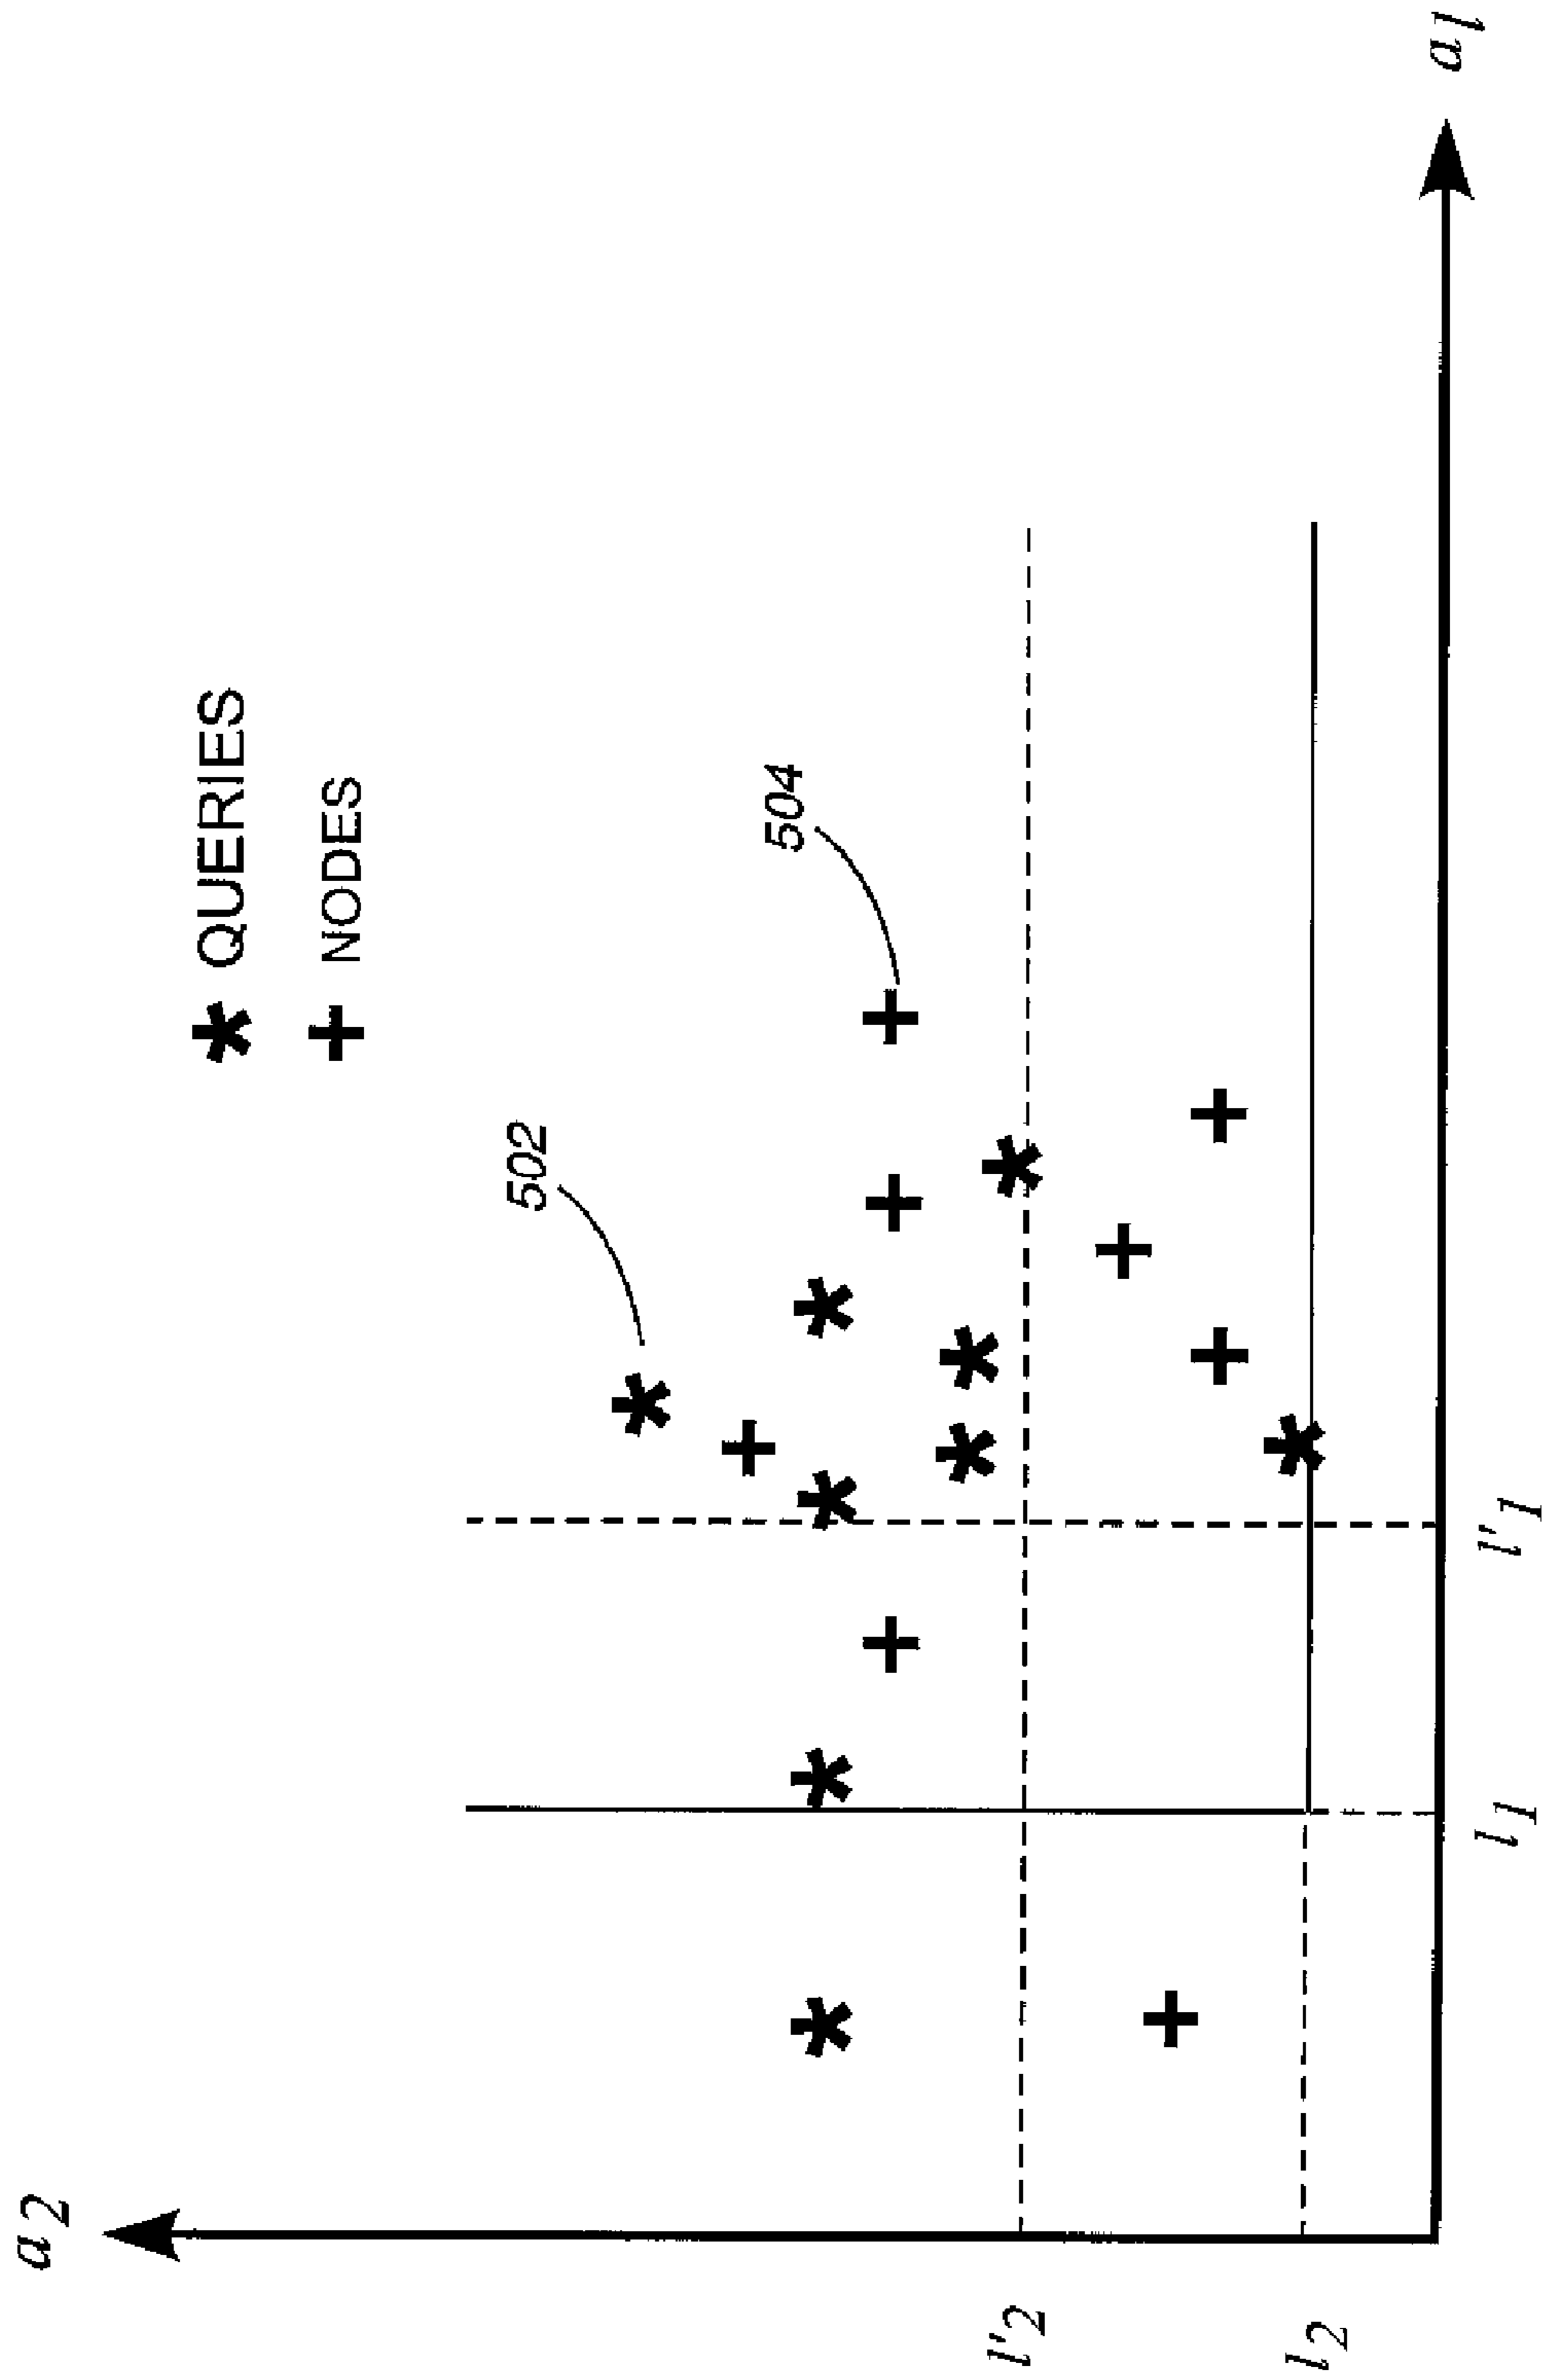 a2
* QUERIES
+ NODES
502
504
l'2
l2
l1
l'1
a1